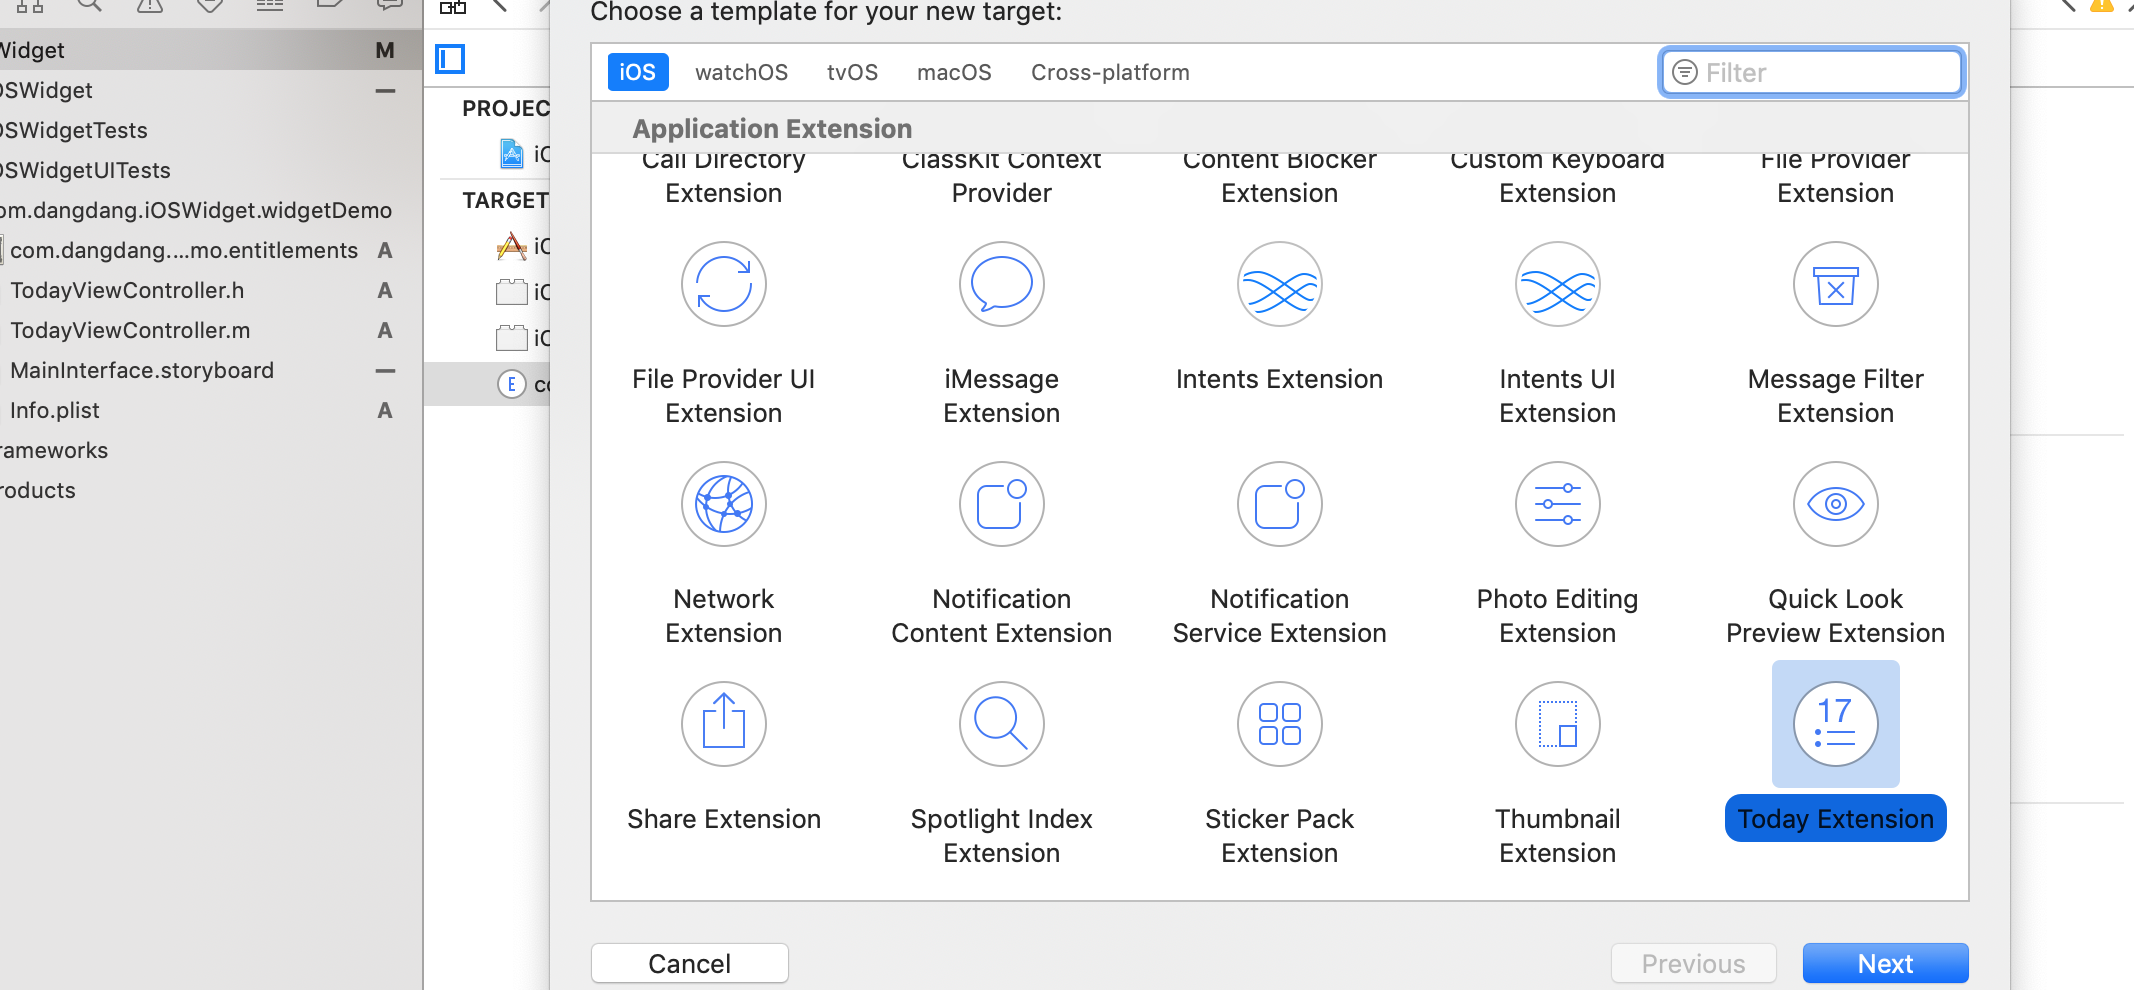 Choose a template for your new target:
Widget M
OSWidget
OSWidgetTests
OSWidgetUITests
om.dangdang.iOSWidget.widgetDemo
com.dangdang....mo.entitlements A
TodayViewController.h A
TodayViewController.m A
MainInterface.storyboard
Info.plist A
rameworks
roducts
PROJEC
iC
TARGET
iC
iC
iC
E co
iOS watchOS tvOS macOS Cross-platform Filter
Application Extension
Call Directory
Extension
ClassKit Context
Provider
Content Blocker
Extension
Custom Keyboard
Extension
File Provider
Extension
File Provider UI
Extension
iMessage
Extension
Intents Extension
Intents UI
Extension
Message Filter
Extension
Network
Extension
Notification
Content Extension
Notification
Service Extension
Photo Editing
Extension
Quick Look
Preview Extension
Share Extension
Spotlight Index
Extension
Sticker Pack
Extension
Thumbnail
Extension
17
Today Extension
Cancel Previous Next